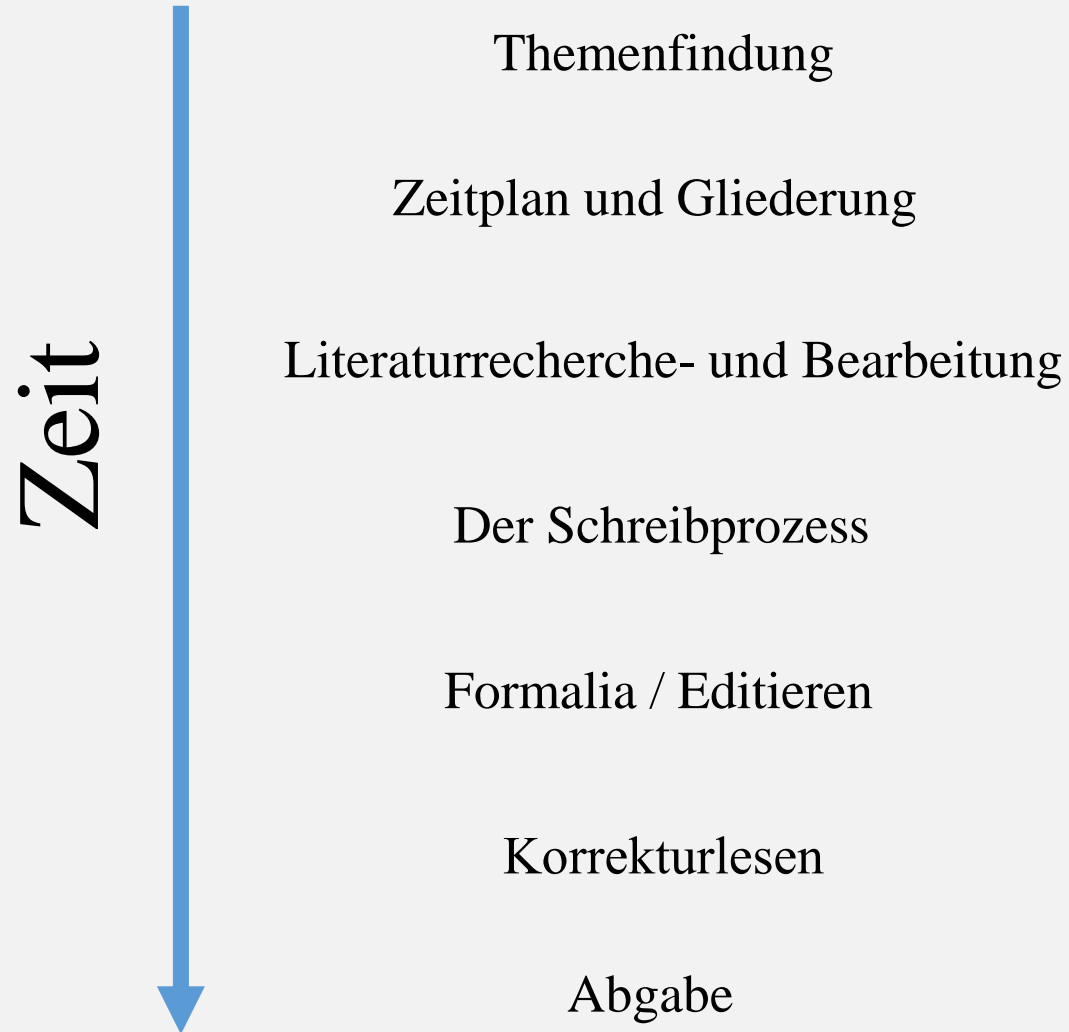 Zeit
Themenfindung
Zeitplan und Gliederung
Literaturrecherche- und Bearbeitung
Der Schreibprozess
Formalia / Editieren
Korrekturlesen
Abgabe